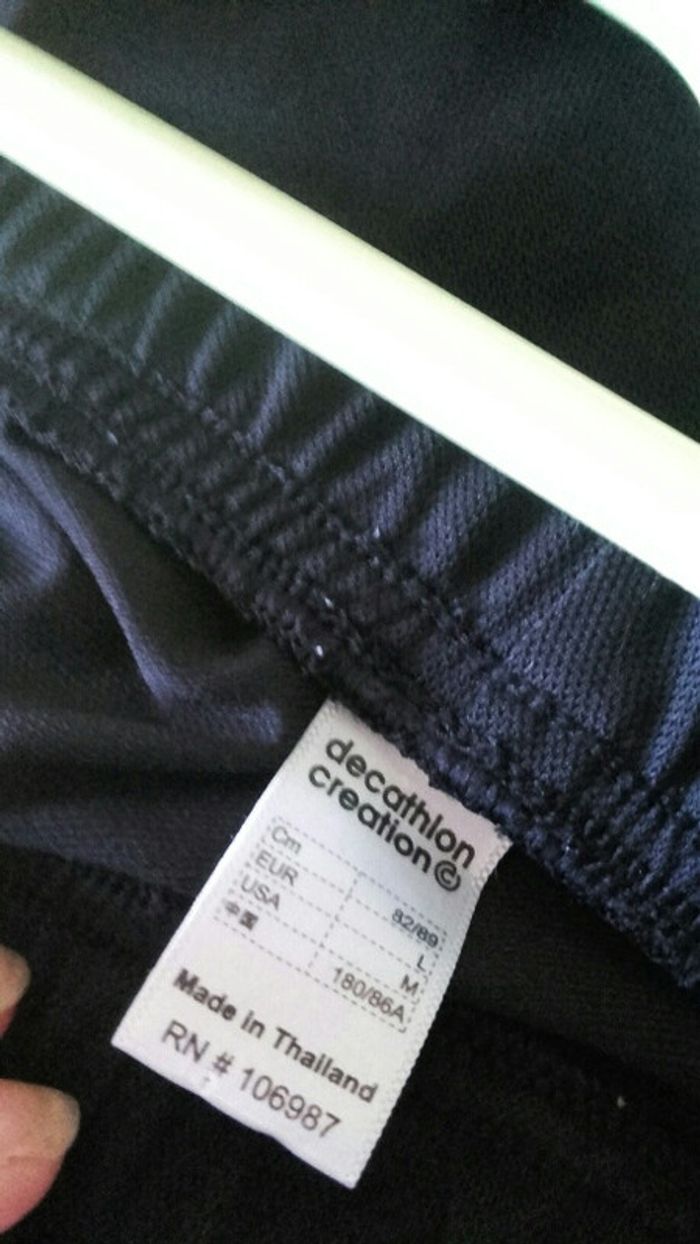 decathlon
creation©
Cm 82/89
EUR L
USA M
中国 180/86A
Made in Thailand
RN # 106987